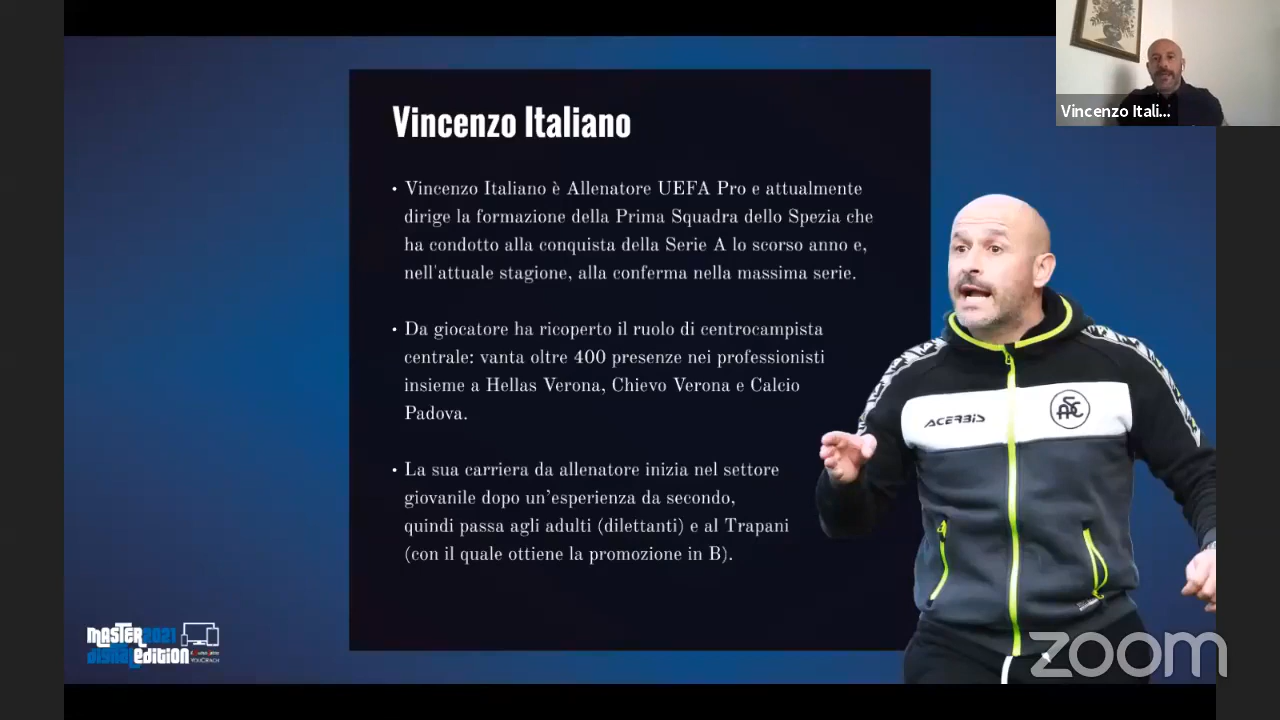 Vincenzo Itali...
Vincenzo Italiano
• Vincenzo Italiano è Allenatore UEFA Pro e attualmente
dirige la formazione della Prima Squadra dello Spezia che
ha condotto alla conquista della Serie A lo scorso anno e,
nell'attuale stagione, alla conferma nella massima serie.
• Da giocatore ha ricoperto il ruolo di centrocampista
centrale: vanta oltre 400 presenze nei professionisti
insieme a Hellas Verona, Chievo Verona e Calcio
Padova.
• La sua carriera da allenatore inizia nel settore
giovanile dopo un'esperienza da secondo,
quindi passa agli adulti (dilettanti) e al Trapani
(con il quale ottiene la promozione in B).
ACERBIS
MASTER 2021
digital EDITION
YOUCOACH
zoom